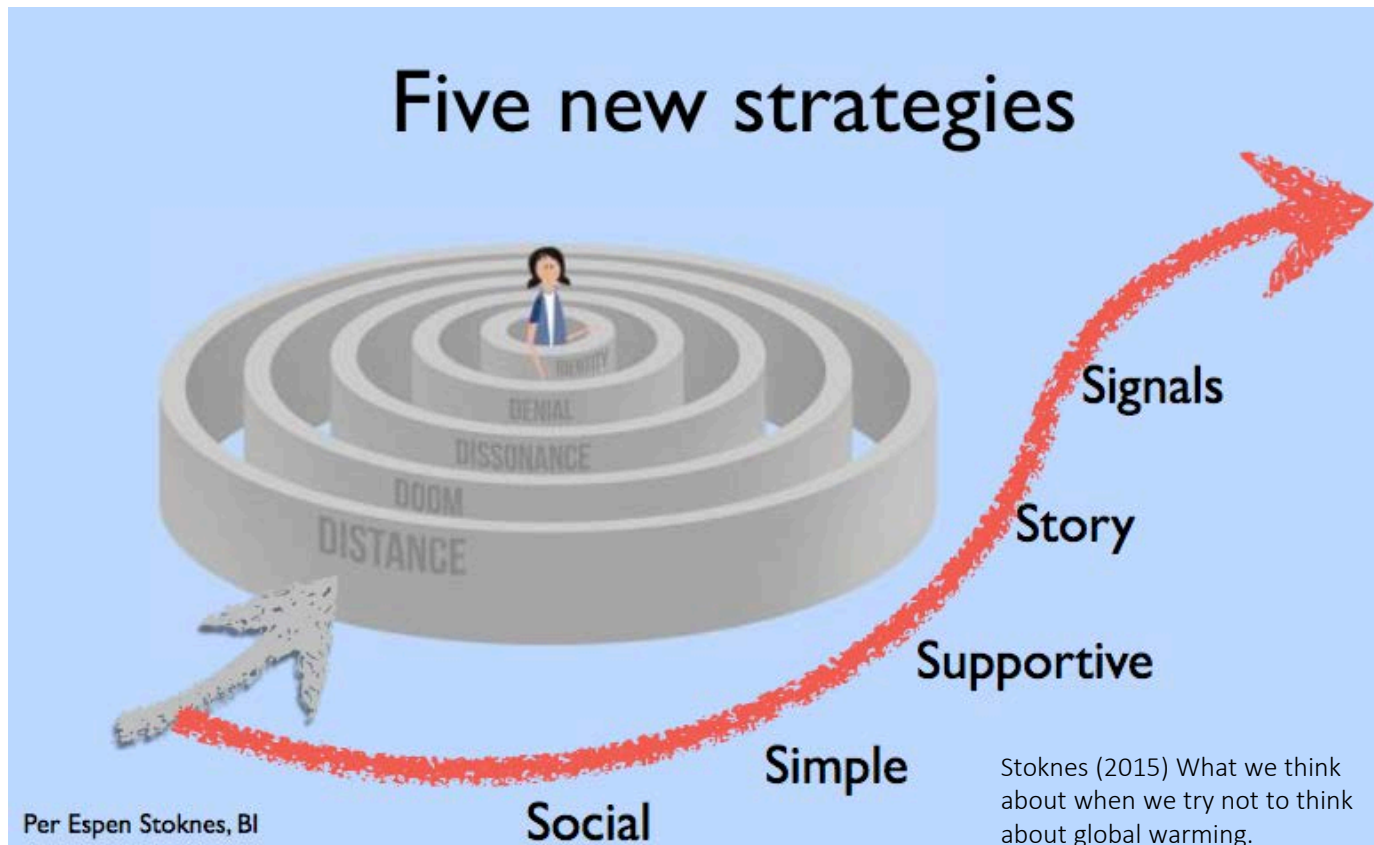 Five new strategies
IDENTITY
DENIAL
DISSONANCE
DOOM
DISTANCE
Signals
Story
Supportive
Simple
Social
Stoknes (2015) What we think
about when we try not to think
about global warming.
Per Espen Stoknes, BI